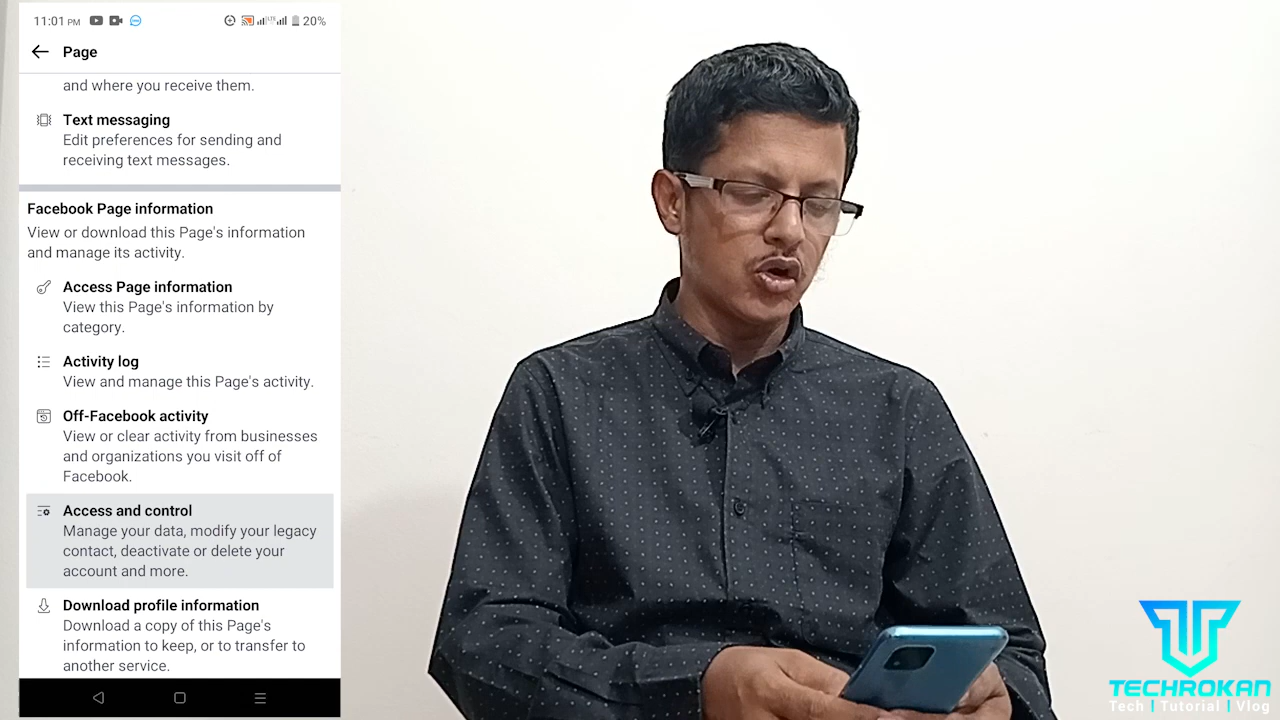 11:01 PM
20%
Page
and where you receive them.
Text messaging
Edit preferences for sending and
receiving text messages.
Facebook Page information
View or download this Page's information
and manage its activity.
Access Page information
View this Page's information by
category.
Activity log
View and manage this Page's activity.
Off-Facebook activity
View or clear activity from businesses
and organizations you visit off of
Facebook.
Access and control
Manage your data, modify your legacy
contact, deactivate or delete your
account and more.
Download profile information
Download a copy of this Page's
information to keep, or to transfer to
another service.
TECHROKAN
Tech | Tutorial | Vlog